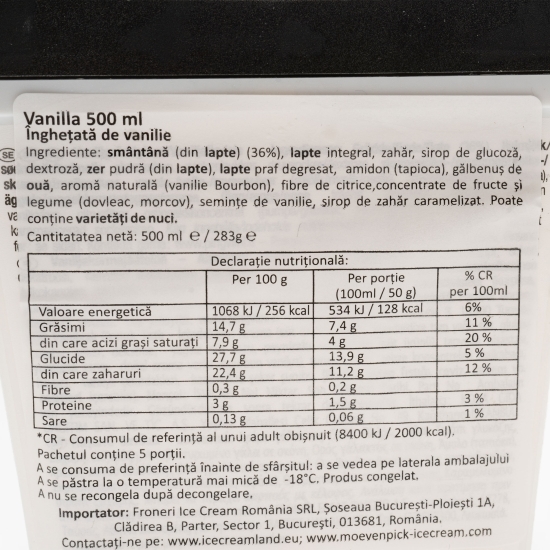 Vanilla 500 ml
Înghețată de vanilie
Ingrediente: smântână (din lapte) (36%), lapte integral, zahăr, sirop de glucoză,
dextroză, zer pudră (din lapte), lapte praf degresat, amidon (tapioca), gălbenuș de
ouă, aromă naturală (vanilie Bourbon), fibre de citrice,concentrate de fructe și
legume (dovleac, morcov), semințe de vanilie, sirop de zahăr caramelizat. Poate
conține varietăți de nuci.
Cantitatatea netă: 500 ml ℮ / 283g ℮
Declarație nutrițională:
Per 100 g Per porție (100ml / 50 g) % CR per 100ml
Valoare energetică 1068 kJ / 256 kcal 534 kJ / 128 kcal 6%
Grăsimi 14,7 g 7,4 g 11 %
din care acizi grași saturați 7,9 g 4 g 20 %
Glucide 27,7 g 13,9 g 5 %
din care zaharuri 22,4 g 11,2 g 12 %
Fibre 0,3 g 0,2 g
Proteine 3 g 1,5 g 3 %
Sare 0,13 g 0,06 g 1 %
*CR - Consumul de referință al unui adult obișnuit (8400 kJ / 2000 kcal).
Pachetul conține 5 porții.
A se consuma de preferință înainte de sfârșitul: a se vedea pe laterala ambalajului
A se păstra la o temperatură mai mică de -18°C. Produs congelat.
A nu se recongela după decongelare.
Importator: Froneri Ice Cream România SRL, Șoseaua București-Ploiești 1A,
Clădirea B, Parter, Sector 1, București, 013681, România.
Contactați-ne pe: www.icecreamland.eu; www.moevenpick-icecream.com
SE